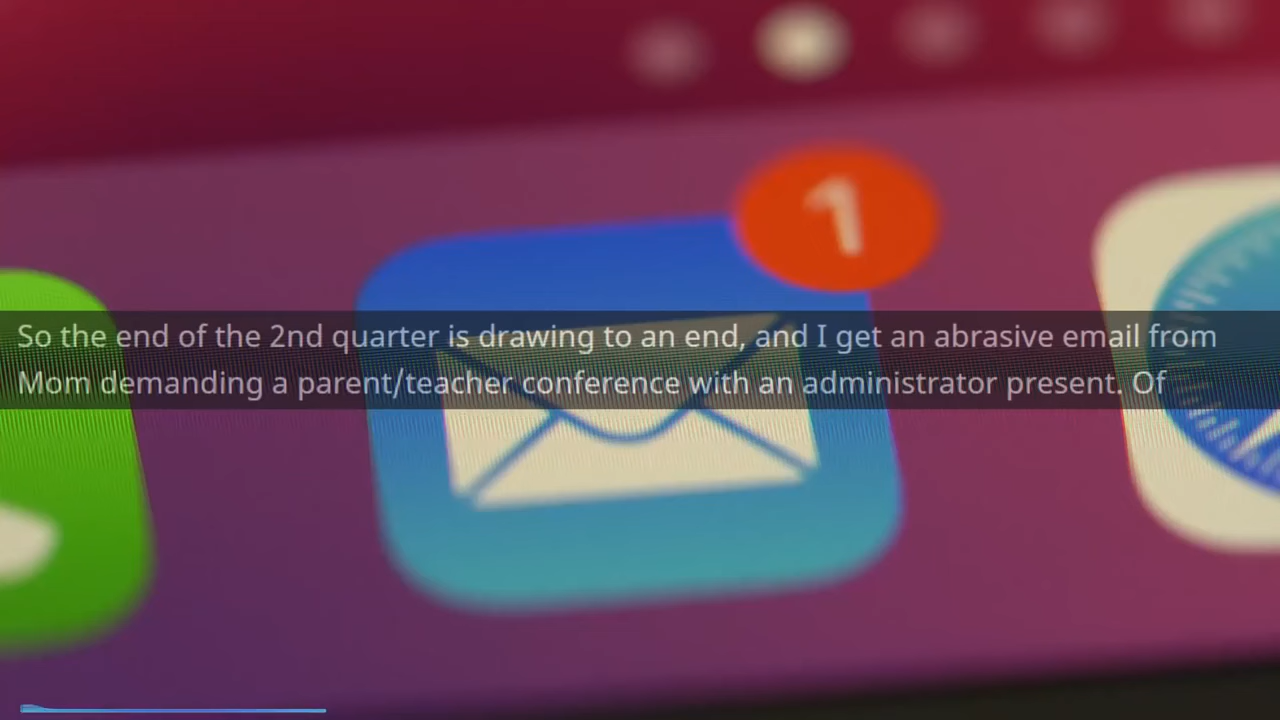 1
So the end of the 2nd quarter is drawing to an end, and I get an abrasive email from
Mom demanding a parent/teacher conference with an administrator present. Of